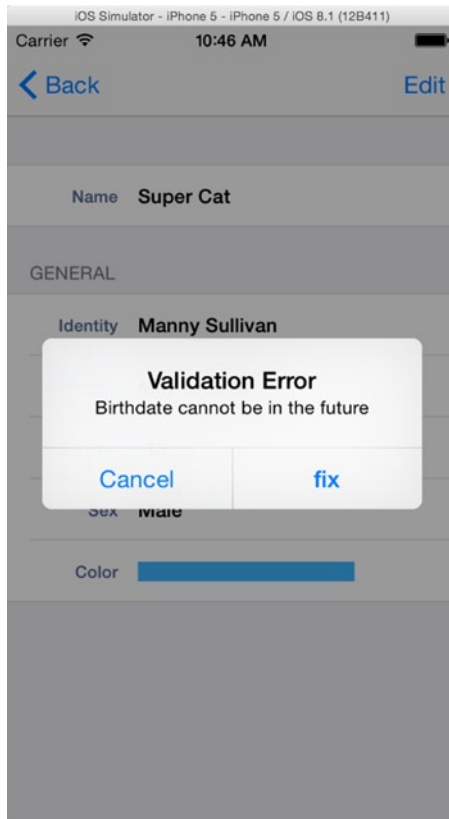 iOS Simulator - iPhone 5 - iPhone 5 / iOS 8.1 (12B411)
Carrier 10:46 AM
Back Edit
Name Super Cat
GENERAL
Identity Manny Sullivan
Validation Error
Birthdate cannot be in the future
Cancel fix
Sex Male
Color